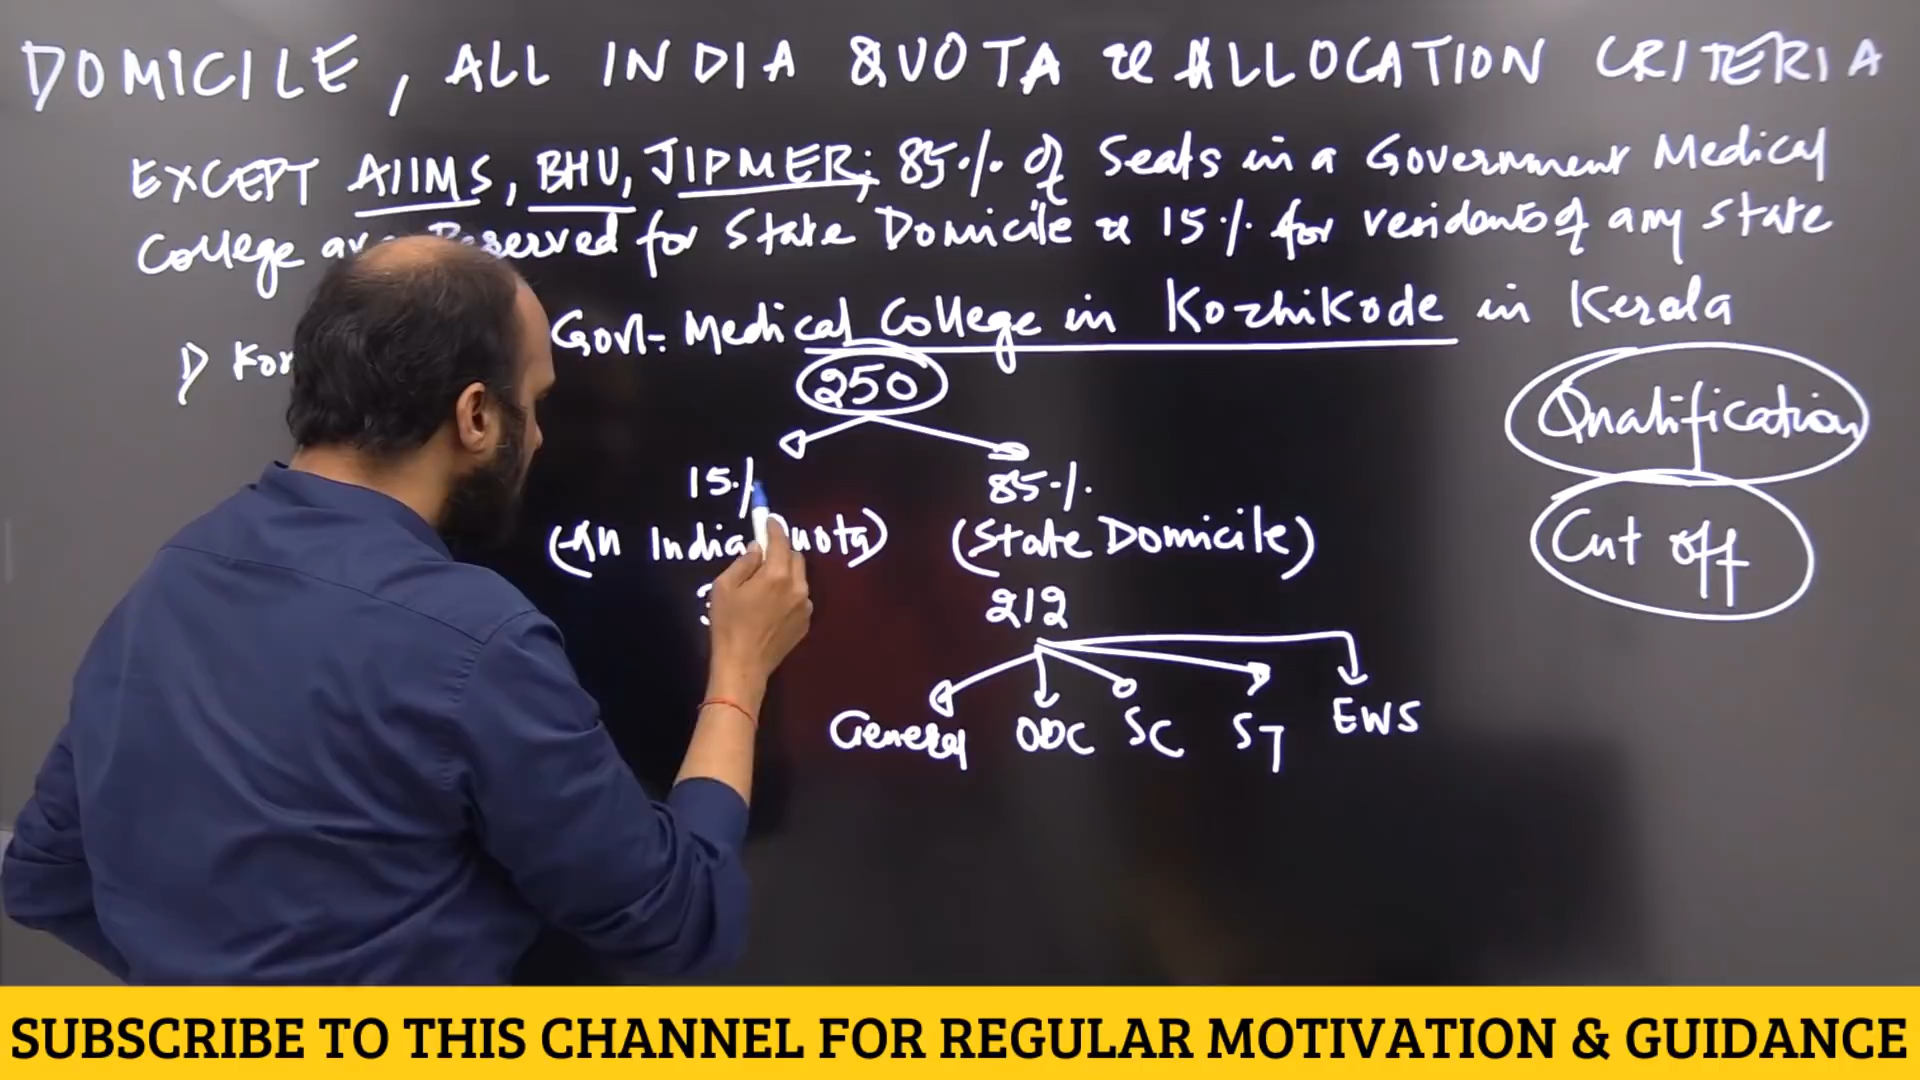 DOMICILE, ALL INDIA QUOTA & ALLOCATION CRITERIA
EXCEPT AIIMS, BHU, JIPMER; 85% of Seats in a Government Medical
College are Reserved for State Domicile & 15% for residents of any state
1) For Govt. Medical College in Kozhikode in Kerala
250
Qualification
15% 85%
(All India Quota) (State Domicile)
Cut off
212
General OBC SC ST EWS
SUBSCRIBE TO THIS CHANNEL FOR REGULAR MOTIVATION & GUIDANCE